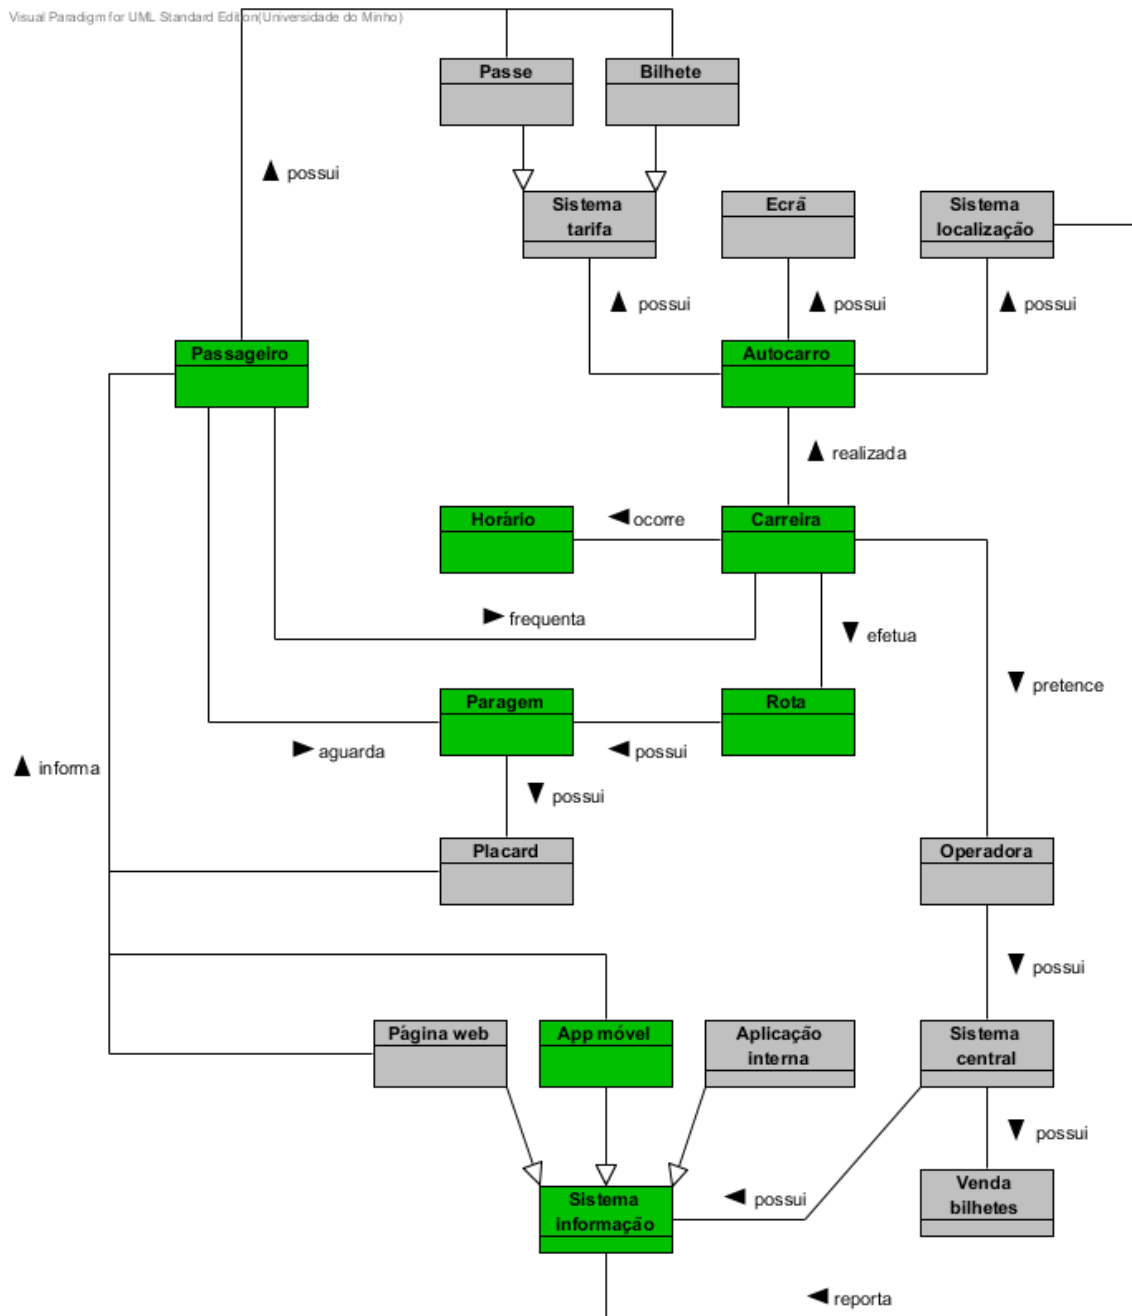 Visual Paradigm for UML Standard Edition(Universidade do Minho)
Passe
Bilhete
possui
Sistema
tarifa
Ecrã
Sistema
localização
possui
possui
possui
Passageiro
Autocarro
realizada
Horário
ocorre
Carreira
frequenta
efetua
Paragem
Rota
pretence
aguarda
possui
informa
possui
Placard
Operadora
possui
Página web
App móvel
Aplicação
interna
Sistema
central
possui
Sistema
informação
possui
Venda
bilhetes
reporta